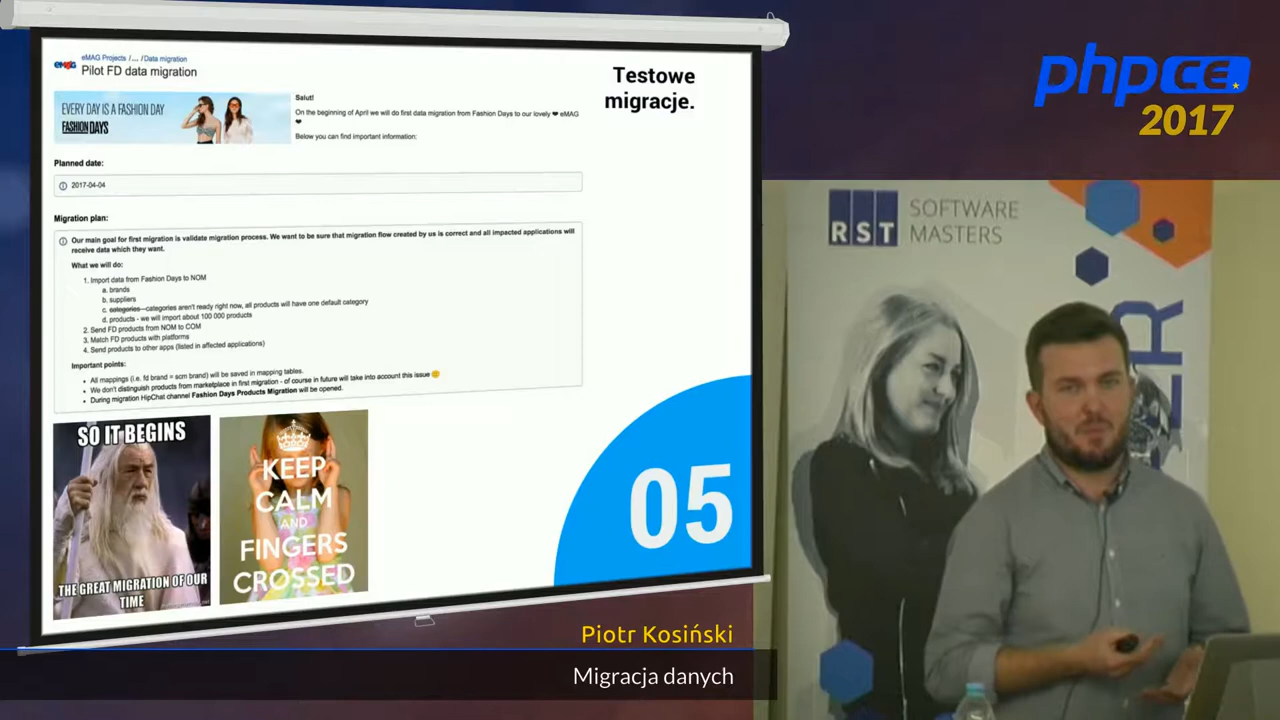 eMAG Projects /... /Data migration
eMAG
Pilot FD data migration
EVERY DAY IS A FASHION DAY
FASHION DAYS
Salut!
On the beginning of April we will do first data migration from Fashion Days to our lovely ❤ eMAG
❤
Below you can find important information:
Planned date:
2017-04-04
Migration plan:
Our main goal for first migration is validate migration process. We want to be sure that migration flow created by us is correct and all impacted applications will
receive data which they want.
What we will do:
1. Import data from Fashion Days to NOM
a. brands
b. suppliers
c. categories - categories aren't ready right now, all products will have one default category
d. products - we will import about 100 000 products
2. Send FD products from NOM to COM
3. Match FD products with platforms
4. Send products to other apps (listed in affected applications)
Important points:
• All mappings (i.e. fd brand = scm brand) will be saved in mapping tables.
• We don't distinguish products from marketplace in first migration - of course in future will take into account this issue 🙂
• During migration HipChat channel Fashion Days Products Migration will be opened.
SO IT BEGINS
THE GREAT MIGRATION OF OUR
TIME
KEEP
CALM
AND
FINGERS
CROSSED
Testowe
migracje.
05
phpCE
2017
RST
SOFTWARE
MASTERS
ER
Piotr Kosiński
Migracja danych